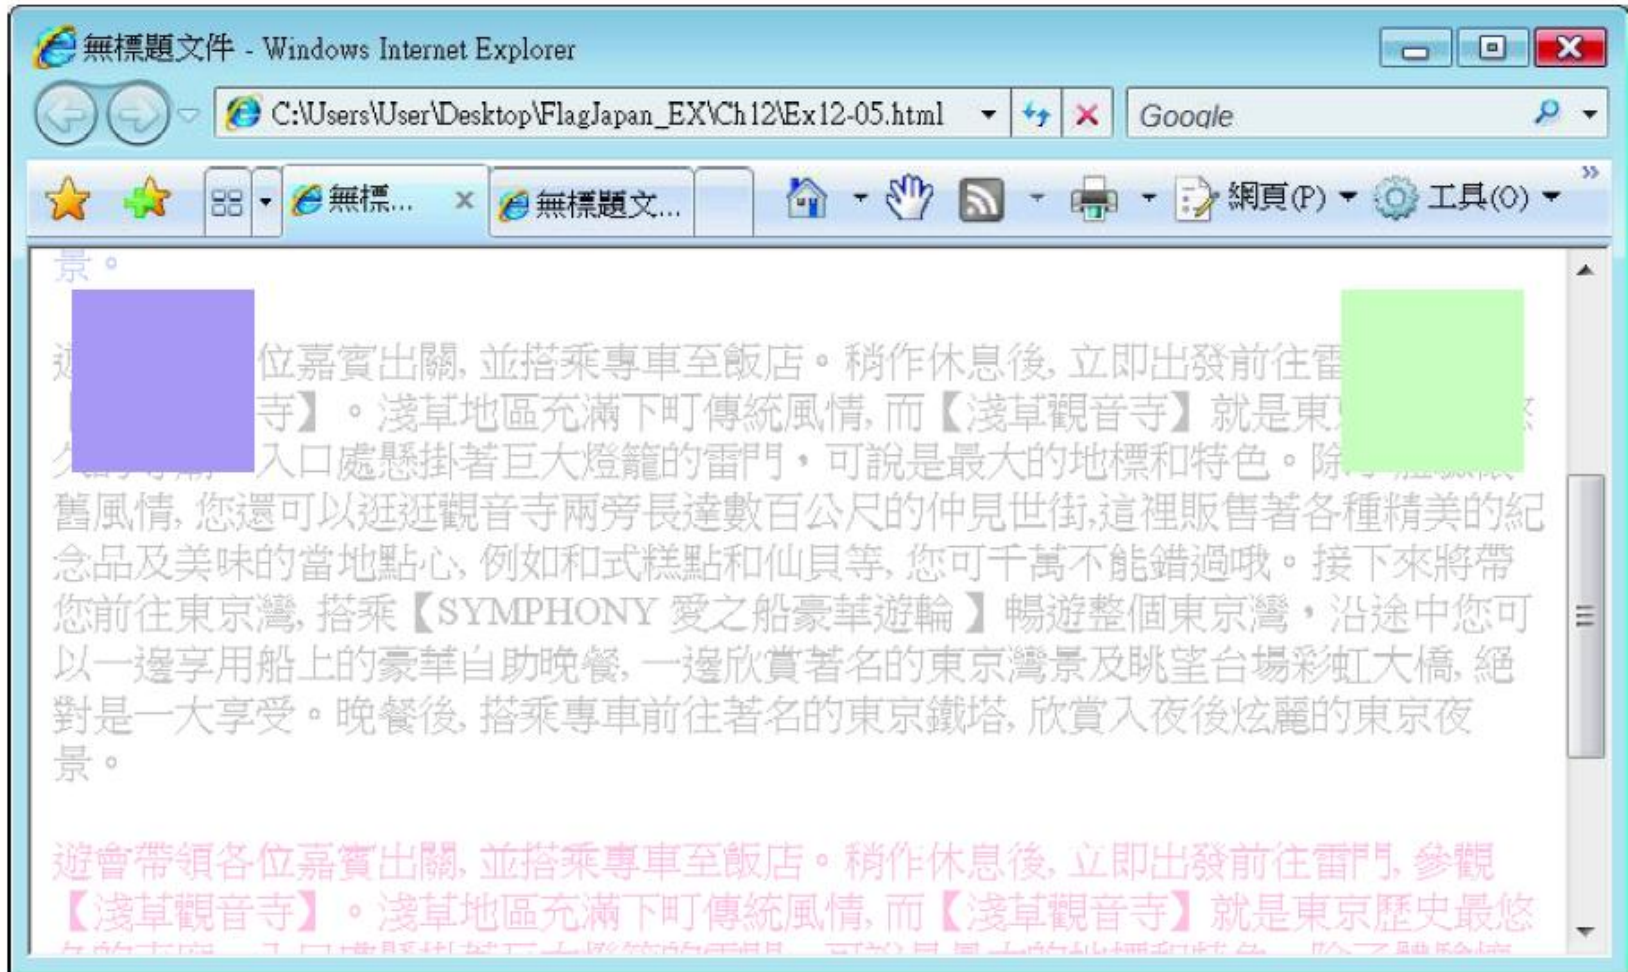 無標題文件 - Windows Internet Explorer
C:\Users\User\Desktop\FlagJapan_EX\Ch12\Ex12-05.html Google
無標... 無標題文... 網頁(P) 工具(O)
景。
位嘉賓出關, 並搭乘專車至飯店。稍作休息後, 立即出發前往雷
寺】。淺草地區充滿下町傳統風情, 而【淺草觀音寺】就是東 悠
入口處懸掛著巨大燈籠的雷門，可說是最大的地標和特色。除
舊風情, 您還可以逛逛觀音寺兩旁長達數百公尺的仲見世街,這裡販售著各種精美的紀
念品及美味的當地點心, 例如和式糕點和仙貝等, 您可千萬不能錯過哦。接下來將帶
您前往東京灣, 搭乘【SYMPHONY 愛之船豪華遊輪 】暢遊整個東京灣，沿途中您可
以一邊享用船上的豪華自助晚餐, 一邊欣賞著名的東京灣景及眺望台場彩虹大橋, 絕
對是一大享受。晚餐後, 搭乘專車前往著名的東京鐵塔, 欣賞入夜後炫麗的東京夜
景。
遊會帶領各位嘉賓出關, 並搭乘專車至飯店。稍作休息後, 立即出發前往雷門, 參觀
【淺草觀音寺】。淺草地區充滿下町傳統風情, 而【淺草觀音寺】就是東京歷史最悠